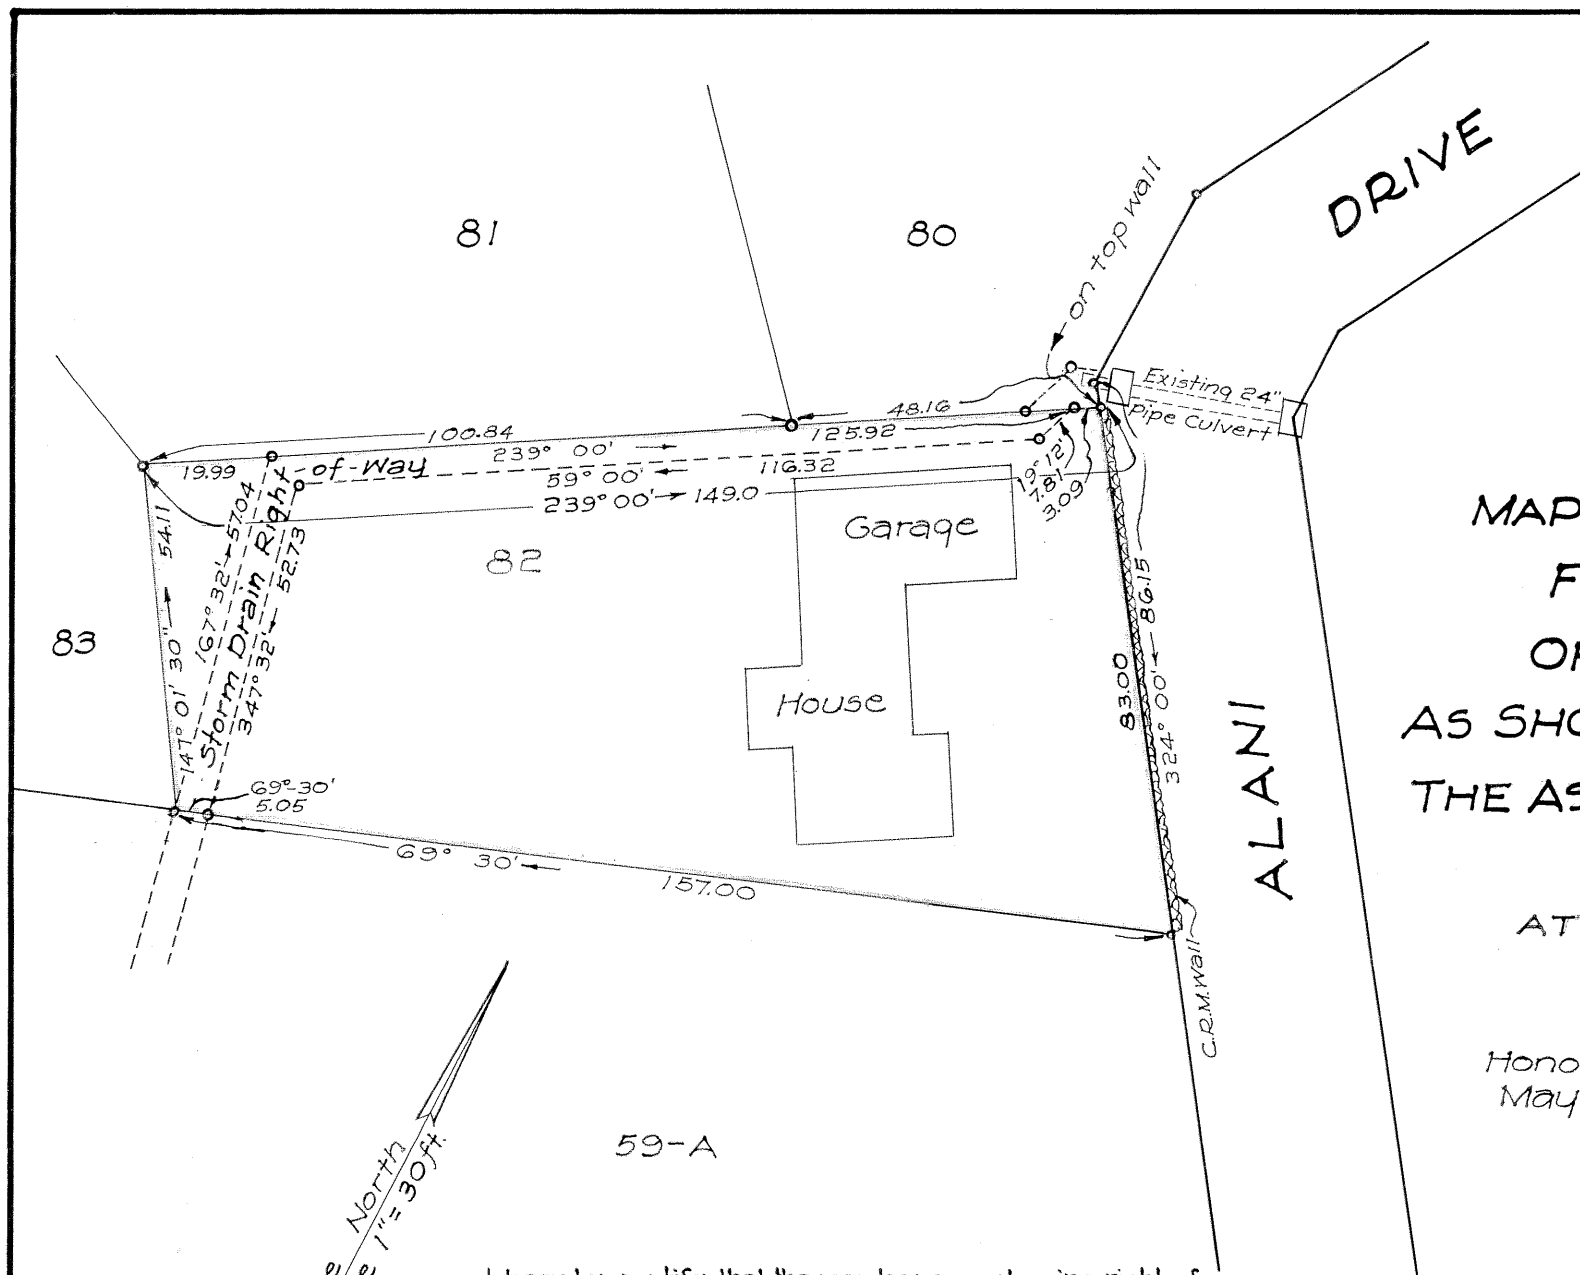 DRIVE
on top wall
81
80
Existing 24"
pipe culvert
48.16
100.84
125.92
239° 00'
19.99
of-Way
59° 00'
116.32
239° 00' 149.0
19° 12'
7.81
3.09
Garage
82
54.11
147° 01' 30"
167° 32' 57.04
Storm Drain Right
347° 32' 52.73
83
House
83.00
324° 00' 86.15
ALANI
69°-30'
5.05
69° 30'
157.00
C.R.M. Wall
59-A
North
1" = 30ft.
MAP
F
AS SHO
THE AS
AT
Hono
May